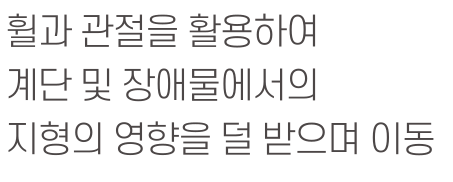 휠과 관절을 활용하여
계단 및 장애물에서의
지형의 영향을 덜 받으며 이동